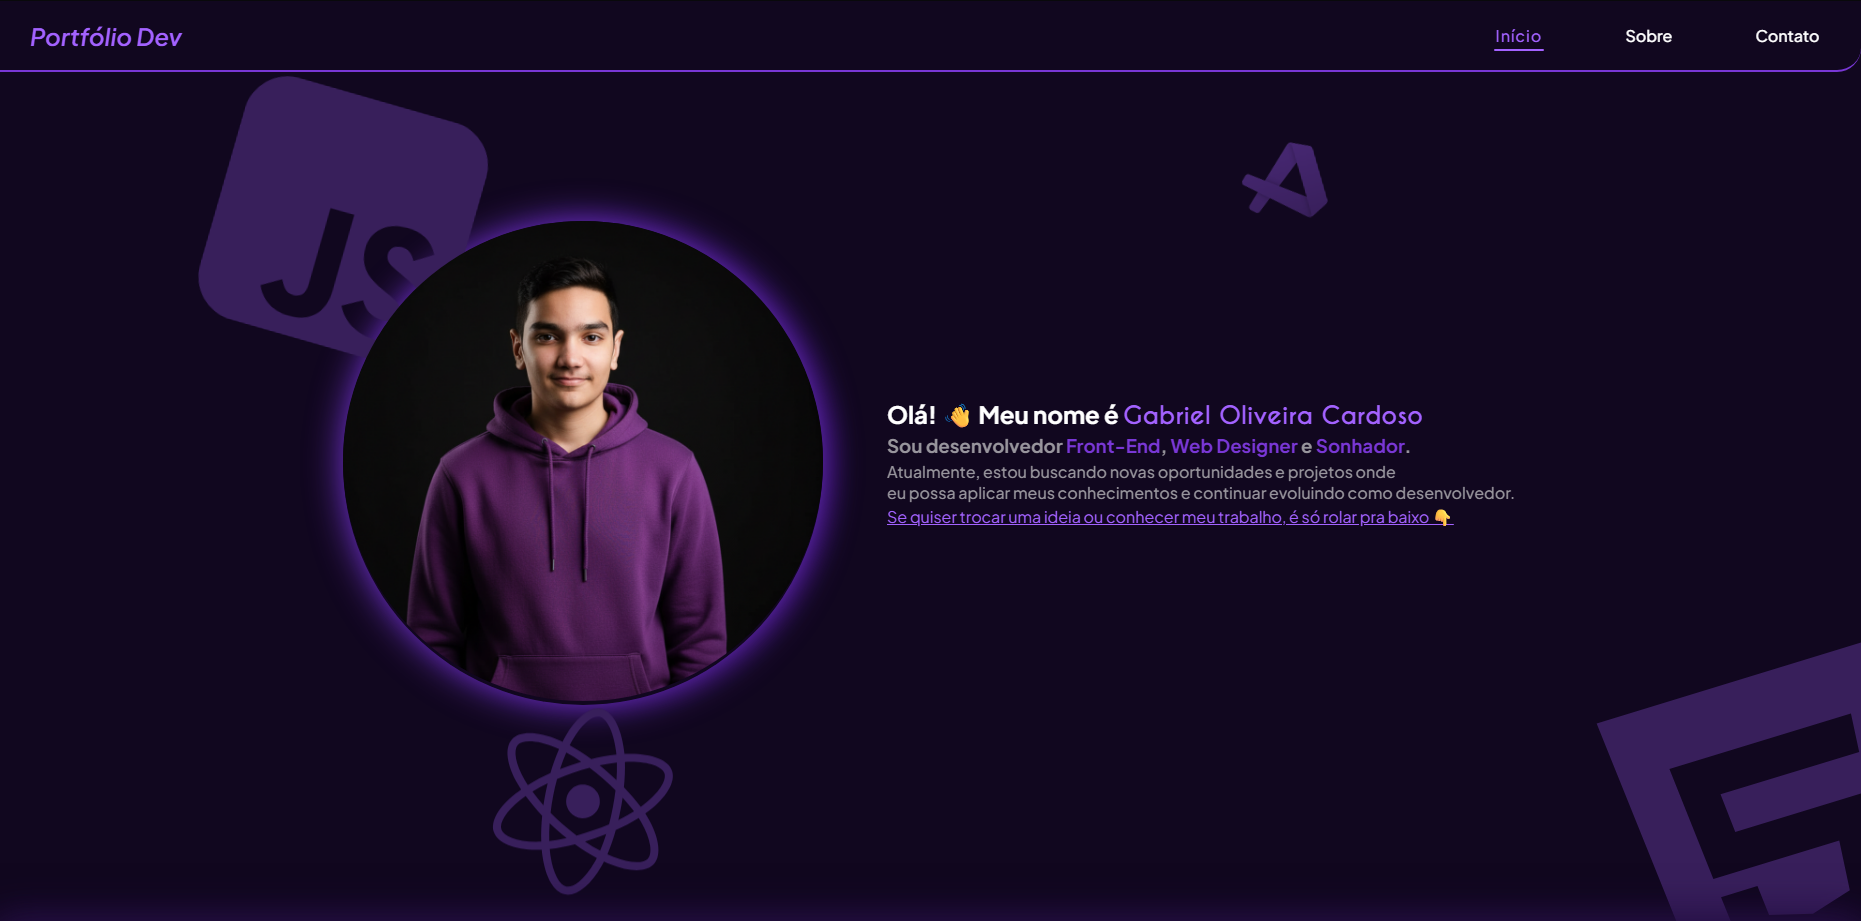 Portfólio Dev
Início
Sobre
Contato
JS
Olá! 👋 Meu nome é Gabriel Oliveira Cardoso
Sou desenvolvedor Front-End, Web Designer e Sonhador.
Atualmente, estou buscando novas oportunidades e projetos onde
eu possa aplicar meus conhecimentos e continuar evoluindo como desenvolvedor.
Se quiser trocar uma ideia ou conhecer meu trabalho, é só rolar pra baixo 👇